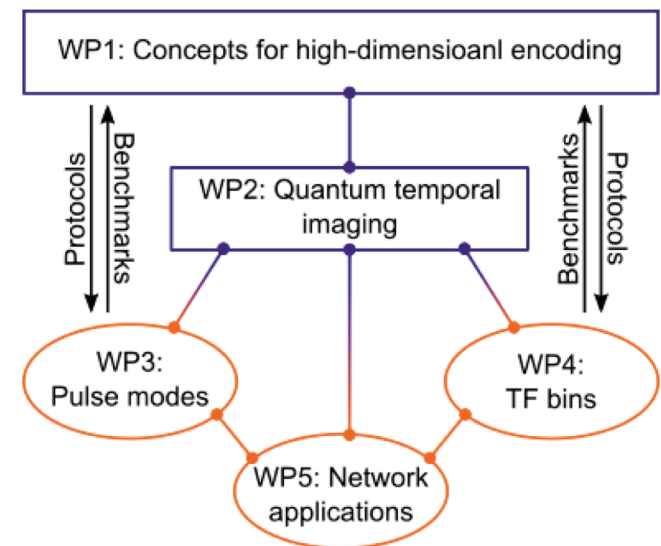 WP1: Concepts for high-dimensioanl encoding
Protocols
Benchmarks
Benchmarks
Protocols
WP2: Quantum temporal
imaging
WP3:
Pulse modes
WP4:
TF bins
WP5: Network
applications